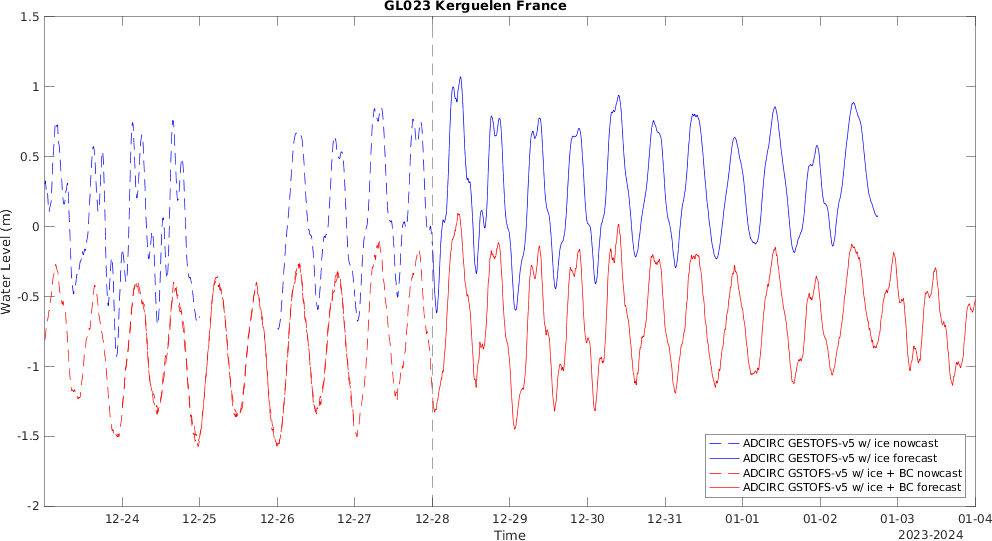 GL023 Kerguelen France
1.5
1
0.5
0
-0.5
-1
-1.5
-2
Water Level (m)
12-24 12-25 12-26 12-27 12-28 12-29 12-30 12-31 01-01 01-02 01-03 01-04
Time
2023-2024
ADCIRC GESTOFS-v5 w/ ice nowcast
ADCIRC GESTOFS-v5 w/ ice forecast
ADCIRC GSTOFS-v5 w/ ice + BC nowcast
ADCIRC GSTOFS-v5 w/ ice + BC forecast